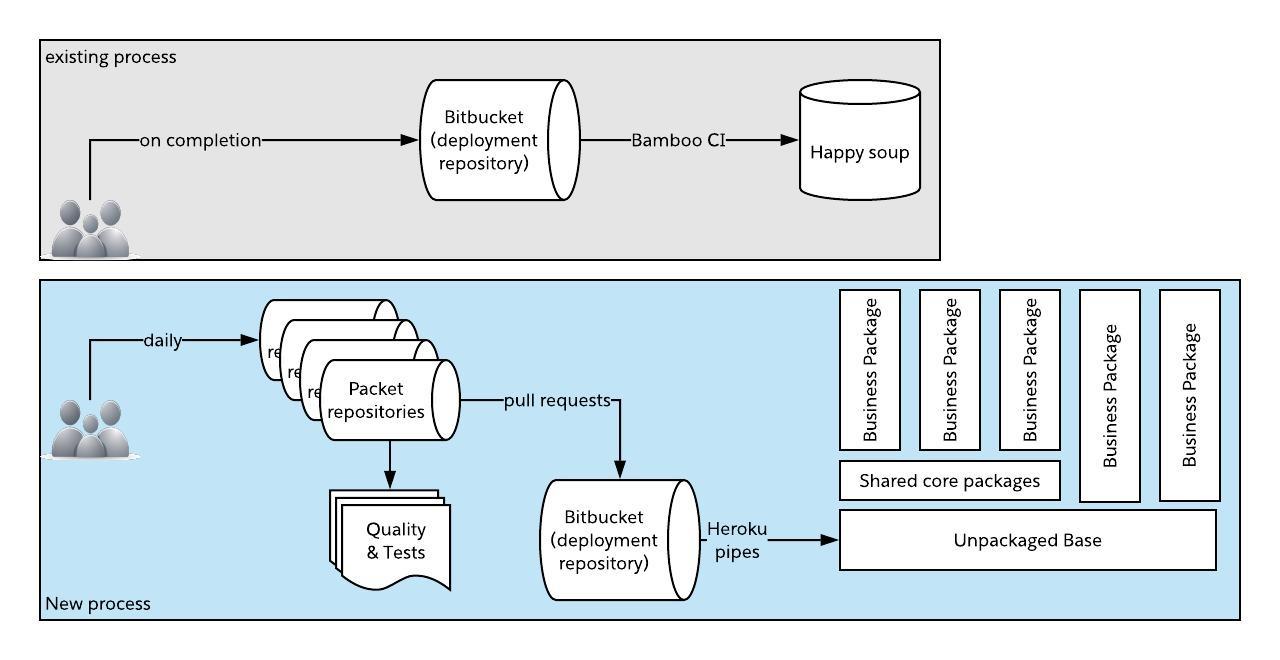 existing process
on completion
Bitbucket
(deployment
repository)
Bamboo CI
Happy soup
daily
re
re
re
Packet
repositories
pull requests
Quality
& Tests
Bitbucket
(deployment
repository)
Heroku
pipes
Business Package
Business Package
Business Package
Business Package
Business Package
Shared core packages
Unpackaged Base
New process